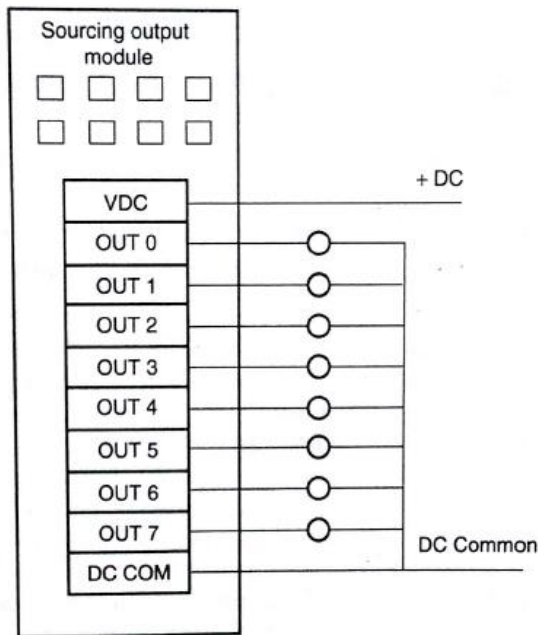 Sourcing output
module
+ DC
VDC
OUT 0
OUT 1
OUT 2
OUT 3
OUT 4
OUT 5
OUT 6
OUT 7
DC Common
DC COM